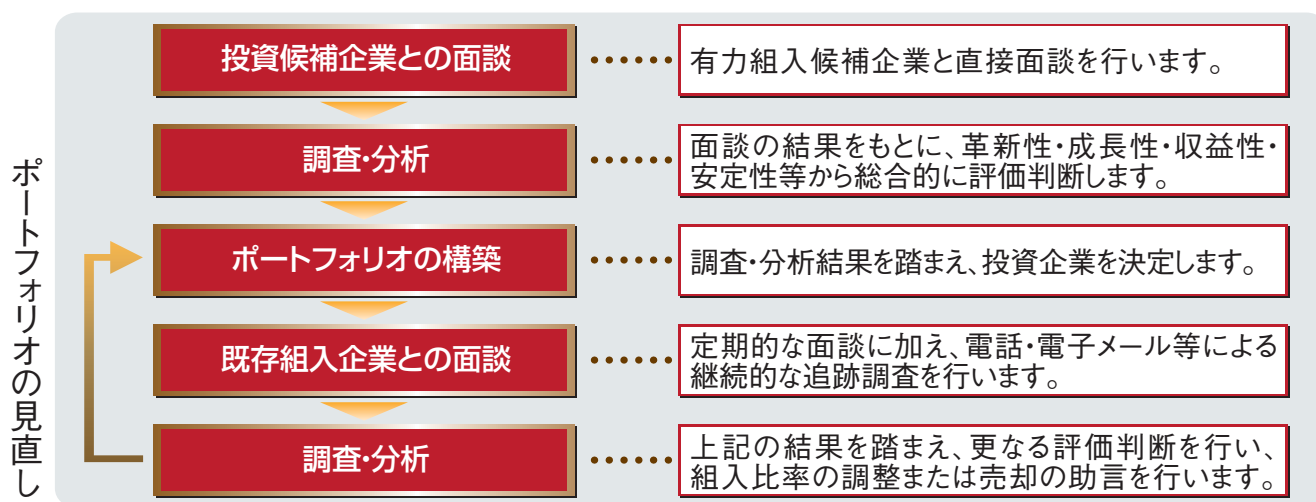 投資候補企業との面談
有力組入候補企業と直接面談を行います。
調査・分析
面談の結果をもとに、革新性・成長性・収益性・
安定性等から総合的に評価判断します。
ポートフォリオの構築
調査・分析結果を踏まえ、投資企業を決定します。
既存組入企業との面談
定期的な面談に加え、電話・電子メール等による
継続的な追跡調査を行います。
調査・分析
上記の結果を踏まえ、更なる評価判断を行い、
組入比率の調整または売却の助言を行います。
ポートフォリオの見直し